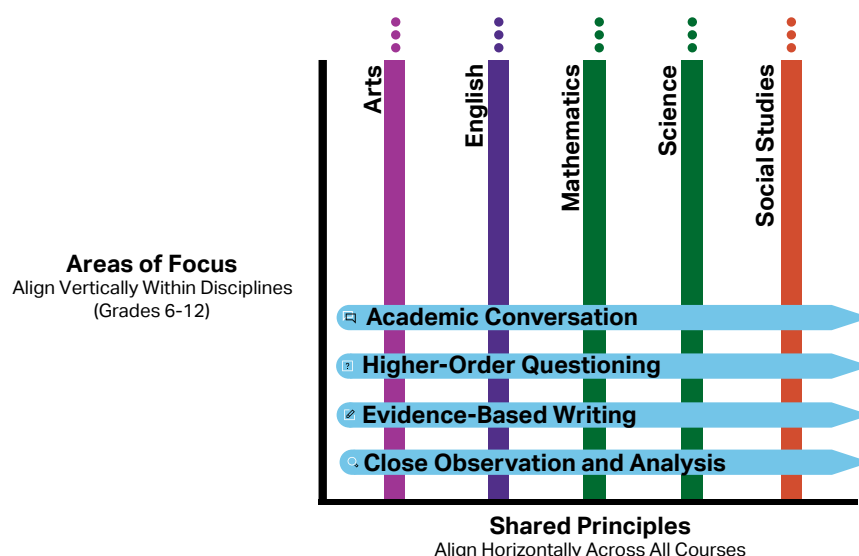 Arts
English
Mathematics
Science
Social Studies
Areas of Focus
Align Vertically Within Disciplines
(Grades 6-12)
Academic Conversation
? Higher-Order Questioning
Evidence-Based Writing
Close Observation and Analysis
Shared Principles
Align Horizontally Across All Courses